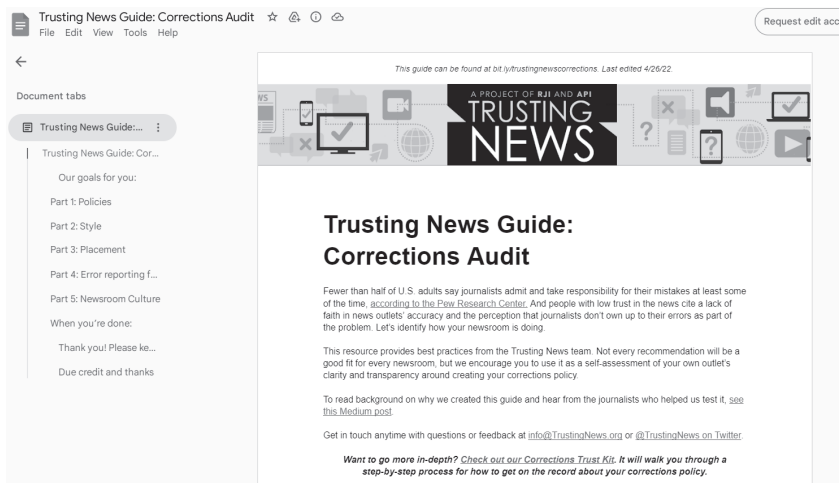 Trusting News Guide: Corrections Audit
File Edit View Tools Help
Request edit acc
Document tabs
Trusting News Guide:...
Trusting News Guide: Cor...
Our goals for you:
Part 1: Policies
Part 2: Style
Part 3: Placement
Part 4: Error reporting f...
Part 5: Newsroom Culture
When you're done:
Thank you! Please ke...
Due credit and thanks
This guide can be found at bit.ly/trustingnewscorrections. Last edited 4/26/22.
WS
A PROJECT OF RJI AND API
TRUSTING
NEWS
Trusting News Guide:
Corrections Audit
Fewer than half of U.S. adults say journalists admit and take responsibility for their mistakes at least some
of the time, according to the Pew Research Center. And people with low trust in the news cite a lack of
faith in news outlets' accuracy and the perception that journalists don't own up to their errors as part of
the problem. Let's identify how your newsroom is doing.
This resource provides best practices from the Trusting News team. Not every recommendation will be a
good fit for every newsroom, but we encourage you to use it as a self-assessment of your own outlet's
clarity and transparency around creating your corrections policy.
To read background on why we created this guide and hear from the journalists who helped us test it, see
this Medium post.
Get in touch anytime with questions or feedback at info@TrustingNews.org or @TrustingNews on Twitter.
Want to go more in-depth? Check out our Corrections Trust Kit. It will walk you through a
step-by-step process for how to get on the record about your corrections policy.